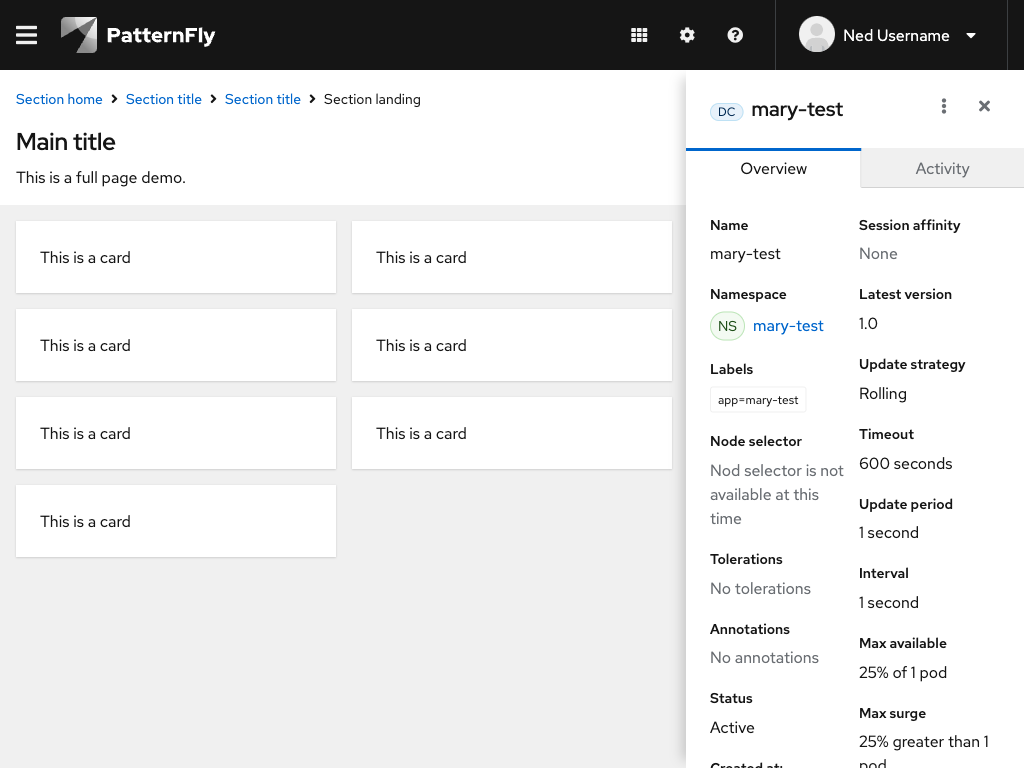 PatternFly
Ned Username
Section home
Section title
Section title
Section landing
Main title
This is a full page demo.
This is a card
This is a card
This is a card
This is a card
This is a card
This is a card
This is a card
DC
mary-test
Overview
Activity
Name
mary-test
Namespace
NS
mary-test
Labels
app=mary-test
Node selector
Nod selector is not
available at this
time
Tolerations
No tolerations
Annotations
No annotations
Status
Active
Created at:
Session affinity
None
Latest version
1.0
Update strategy
Rolling
Timeout
600 seconds
Update period
1 second
Interval
1 second
Max available
25% of 1 pod
Max surge
25% greater than 1
pod